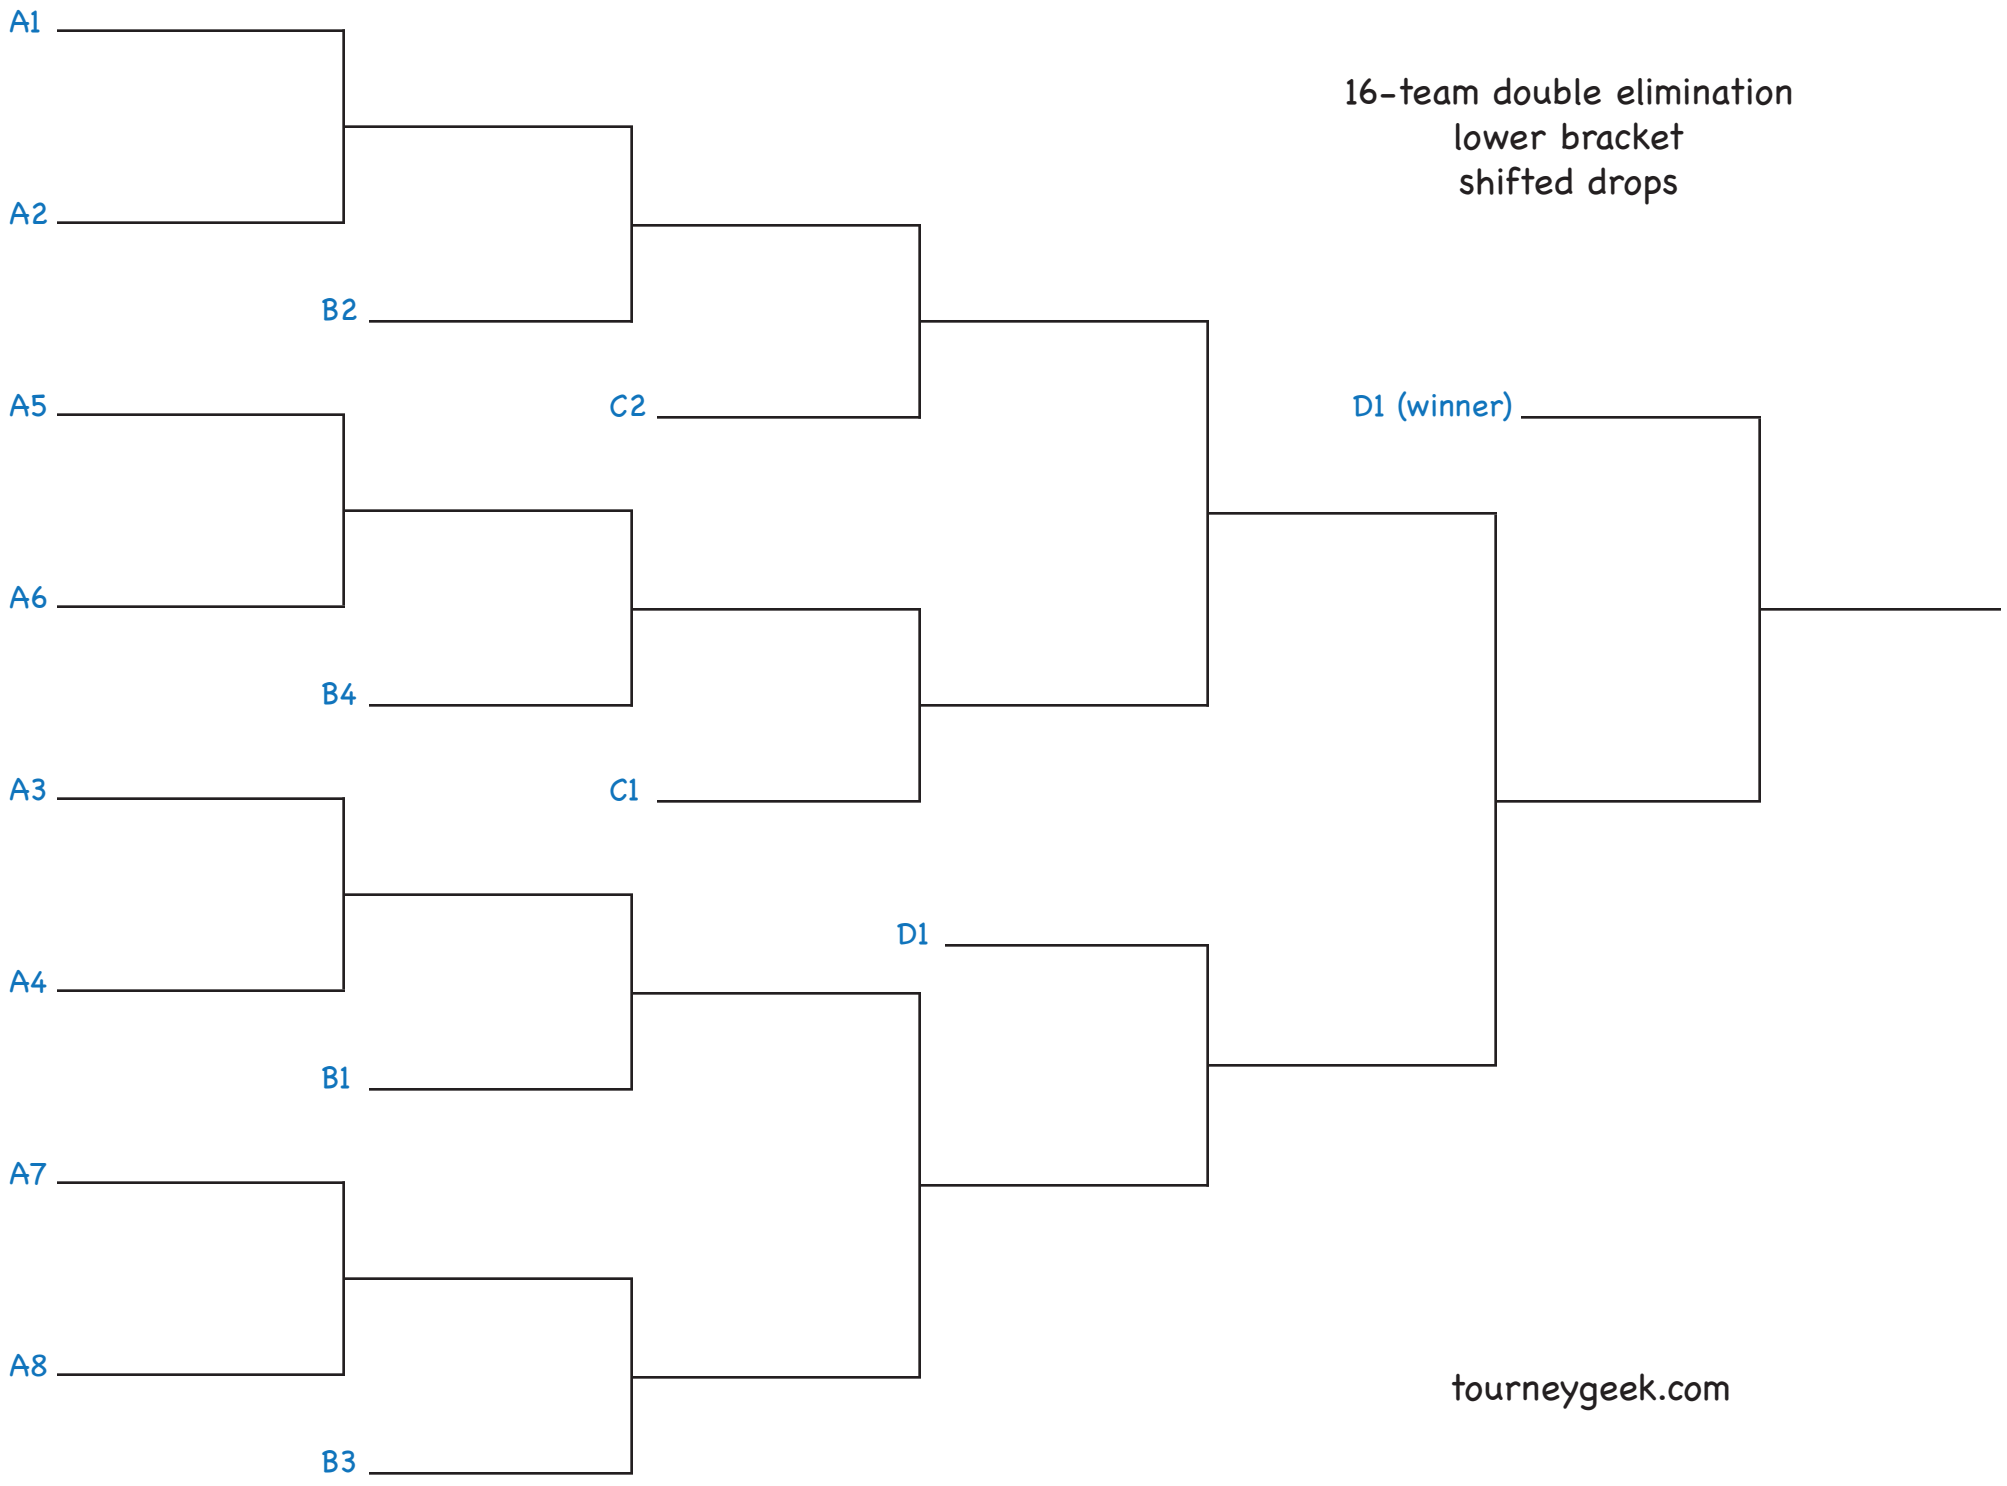 A1
16-team double elimination
lower bracket
shifted drops
A2
B2
A5
C2
D1 (winner)
A6
B4
A3
C1
D1
A4
B1
A7
A8
tourneygeek.com
B3